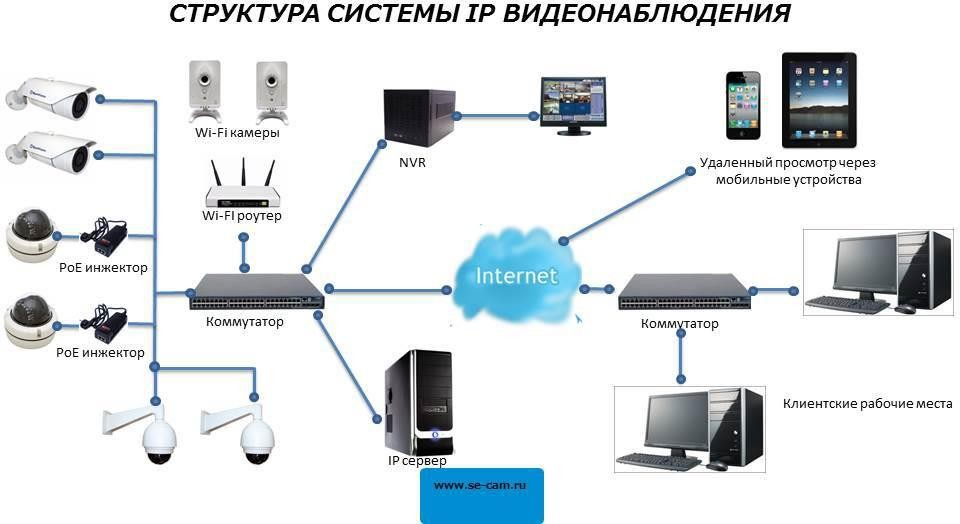 СТРУКТУРА СИСТЕМЫ IP ВИДЕОНАБЛЮДЕНИЯ
Wi-Fi камеры
NVR
Удаленный просмотр через
мобильные устройства
Wi-FI роутер
PoE инжектор
Internet
Коммутатор
Коммутатор
PoE инжектор
Клиентские рабочие места
IP сервер
www.se-cam.ru